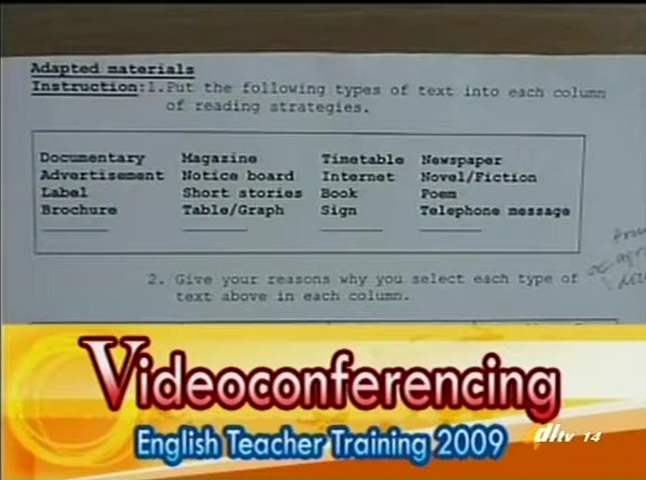 Adapted materials
Instruction:1.Put the following types of text into each column
of reading strategies.
Documentary Magazine Timetable Newspaper
Advertisement Notice board Internet Novel/Fiction
Label Short stories Book Poem
Brochure Table/Graph Sign Telephone message
2. Give your reasons why you select each type of
text above in each column.
Videoconferencing
English Teacher Training 2009
dltv 14